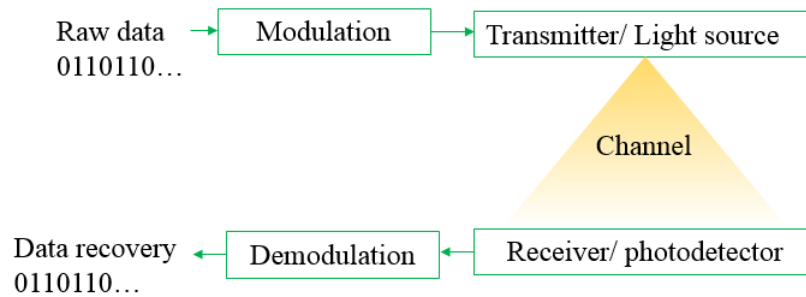 Raw data
0110110…
Modulation
Transmitter/ Light source
Channel
Data recovery
0110110…
Demodulation
Receiver/ photodetector